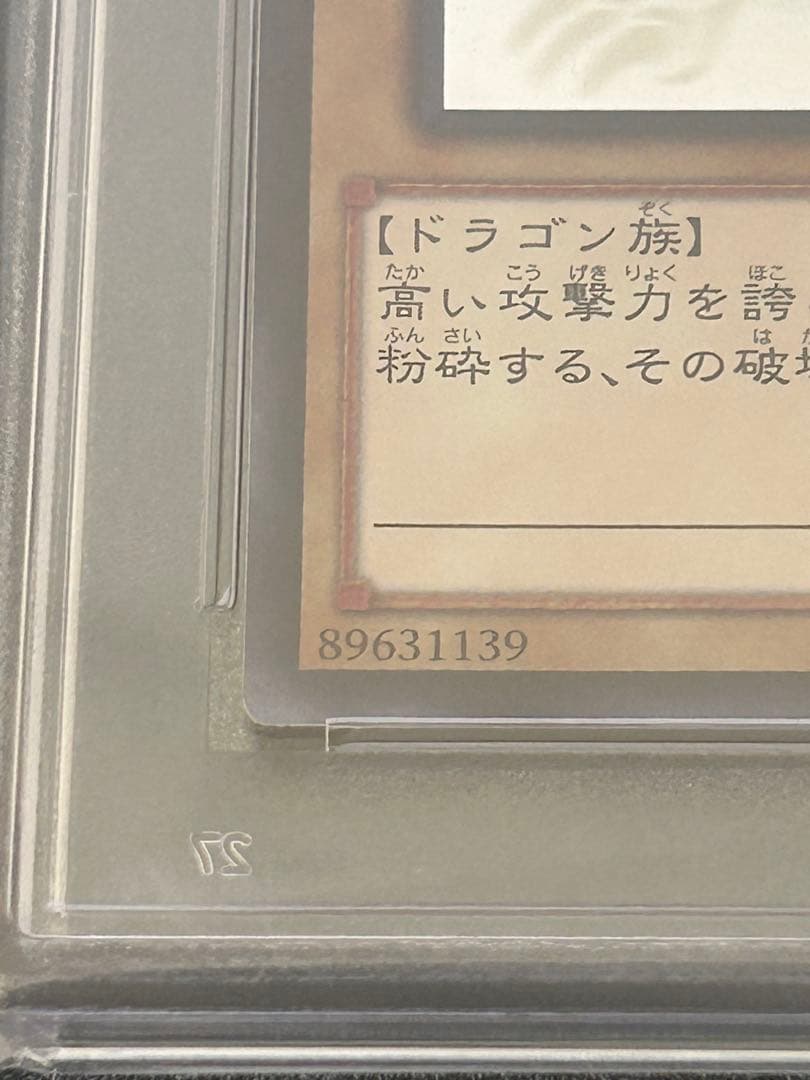 【ドラゴン族】
高い攻撃力を誇
粉砕する、その破
89631139
27